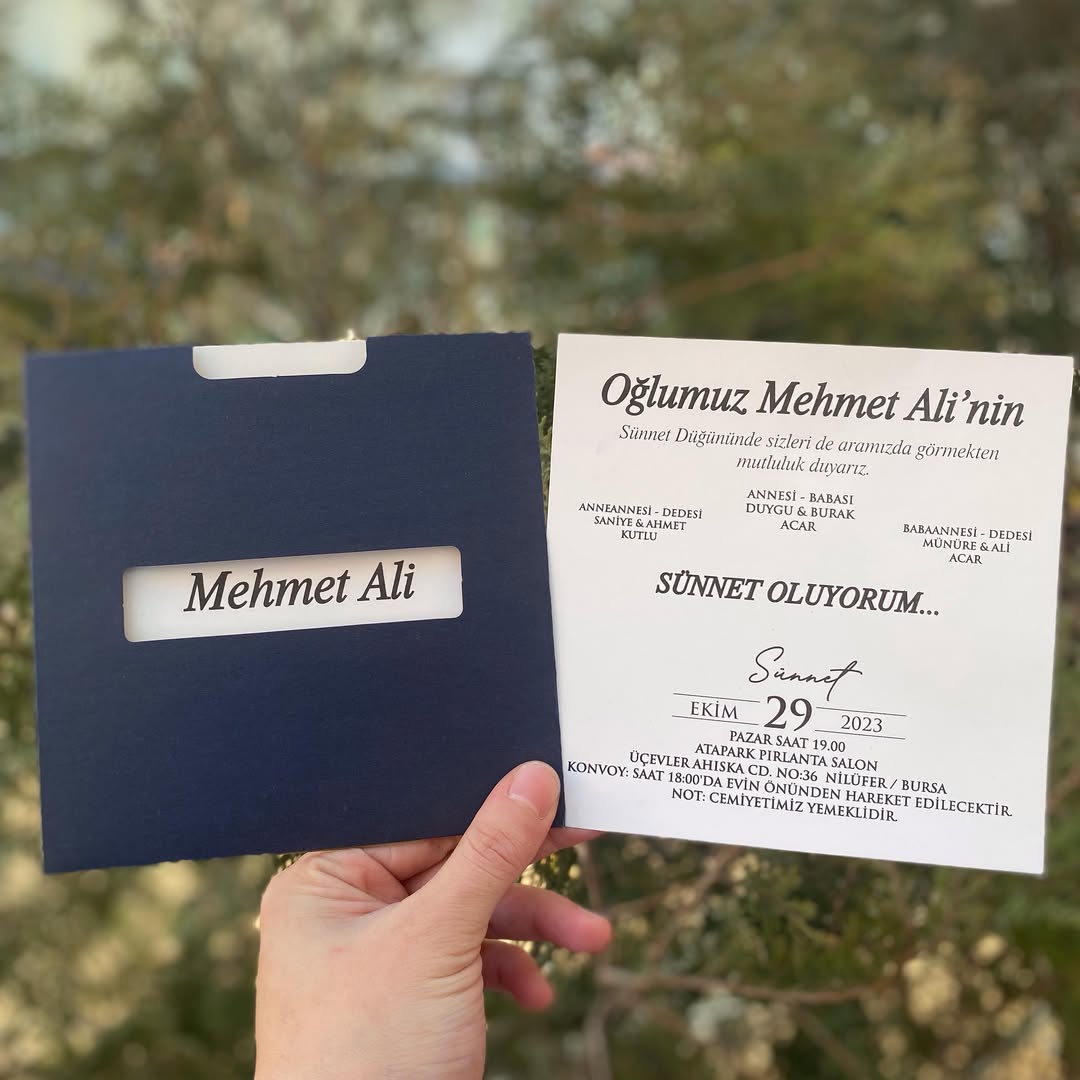 Mehmet Ali
Oğlumuz Mehmet Ali'nin
Sünnet Düğününde sizleri de aramızda görmekten
mutluluk duyarız.
ANNEANNESİ - DEDESİ
SANİYE & AHMET
KUTLU
ANNESİ - BABASI
DUYGU & BURAK
ACAR
BABAANNESİ - DEDESİ
MÜNÜRE & ALİ
ACAR
SÜNNET OLUYORUM...
Sünnet
EKİM 29 2023
PAZAR SAAT 19.00
ATAPARK PIRLANTA SALON
ÜÇEVLER AHISKA CD. NO:36 NİLÜFER / BURSA
KONVOY: SAAT 18:00'DA EVİN ÖNÜNDEN HAREKET EDİLECEKTİR.
NOT: CEMİYETİMİZ YEMEKLİDİR.